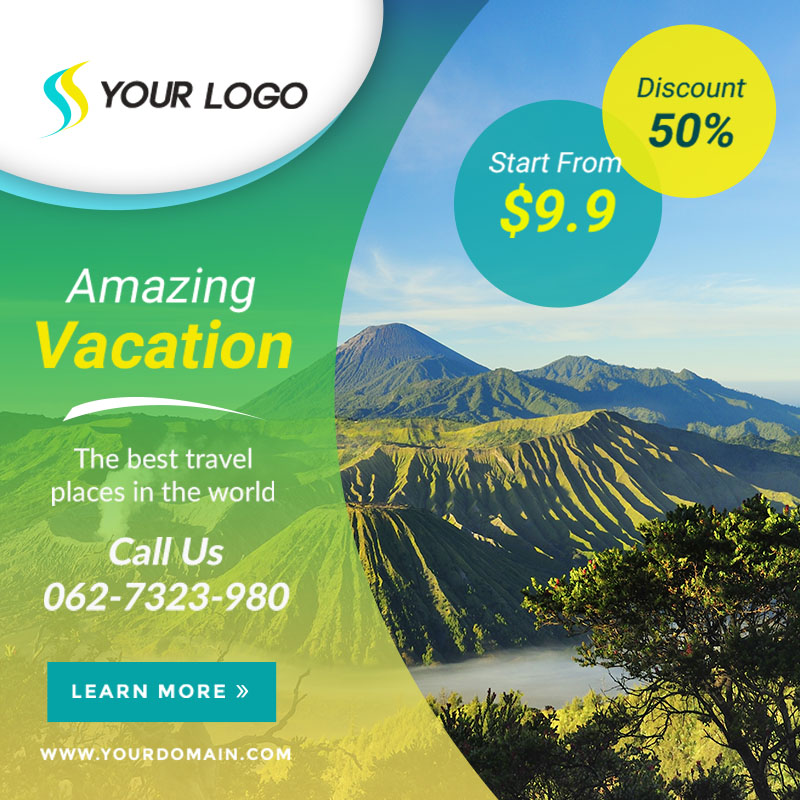 YOUR LOGO
Discount
50%
Start From
$9.9
Amazing
Vacation
The best travel
places in the world
Call Us
062-7323-980
LEARN MORE »
WWW.YOURDOMAIN.COM